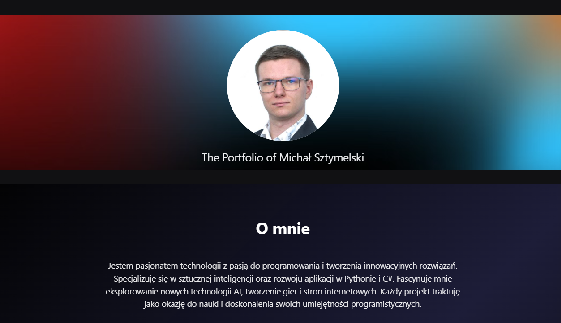 The Portfolio of Michał Sztymelski
O mnie
Jestem pasjonatem technologii z pasją do programowania i tworzenia innowacyjnych rozwiązań.
Specjalizuję się w sztucznej inteligencji oraz rozwoju aplikacji w Pythonie i C#. Fascynuje mnie
eksplorowanie nowych technologii AI, tworzenie gier i stron internetowych. Każdy projekt traktuję
jako okazję do nauki i doskonalenia swoich umiejętności programistycznych.